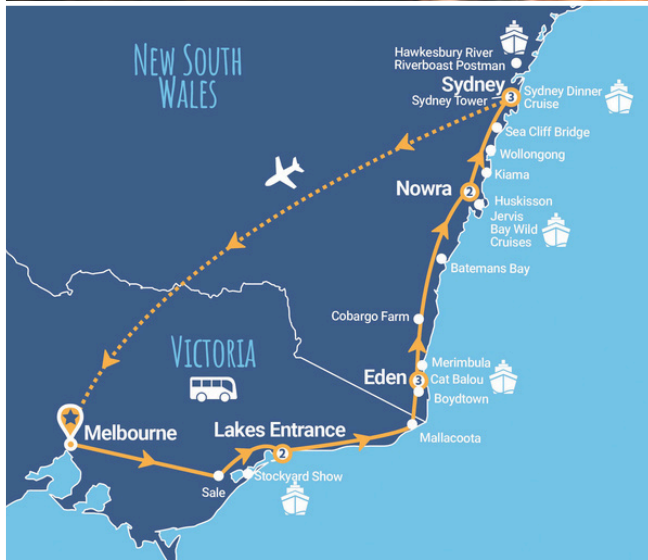 NEW SOUTH
WALES
Hawkesbury River
Riverboast Postman
Sydney
Sydney Tower
3
Sydney Dinner
Cruise
Sea Cliff Bridge
Wollongong
Kiama
Nowra
2
Huskisson
Jervis
Bay Wild
Cruises
Batemans Bay
Cobargo Farm
VICTORIA
Merimbula
Eden
3
Cat Balou
Boydtown
Melbourne
Lakes Entrance
2
Mallacoota
Sale
Stockyard Show